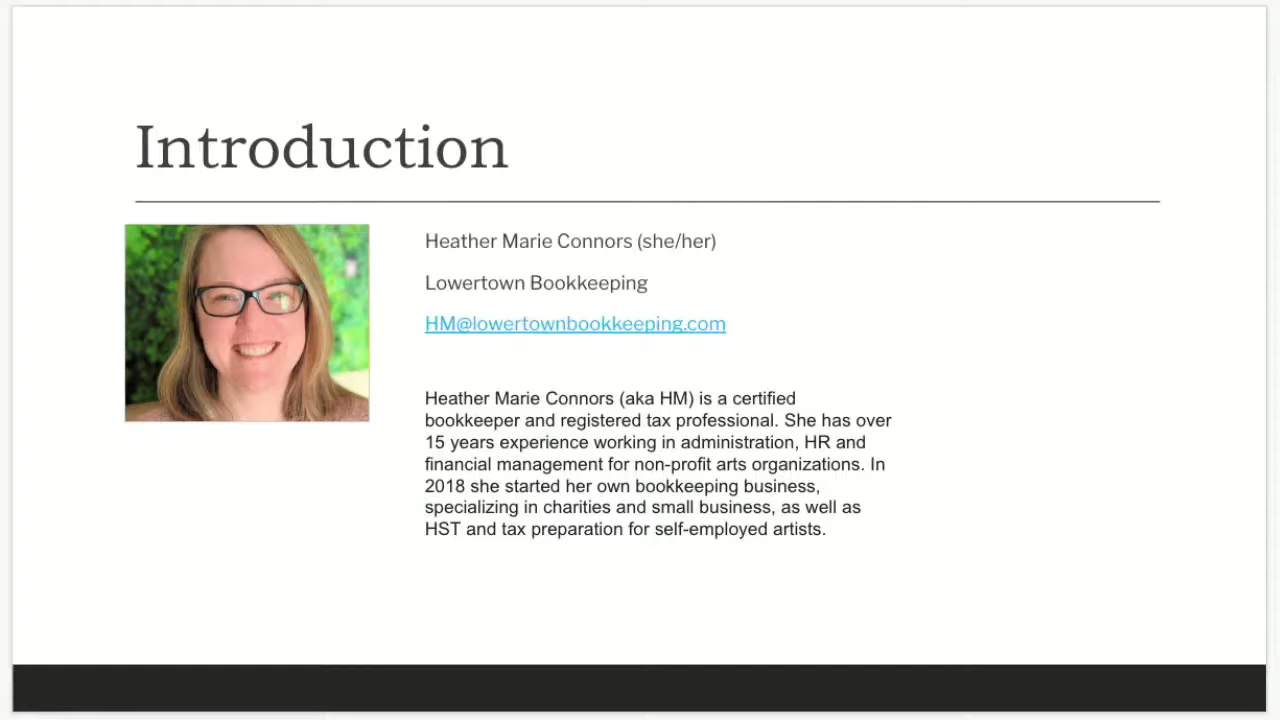 Introduction
Heather Marie Connors (she/her)
Lowertown Bookkeeping
HM@lowertownbookkeeping.com
Heather Marie Connors (aka HM) is a certified
bookkeeper and registered tax professional. She has over
15 years experience working in administration, HR and
financial management for non-profit arts organizations. In
2018 she started her own bookkeeping business,
specializing in charities and small business, as well as
HST and tax preparation for self-employed artists.